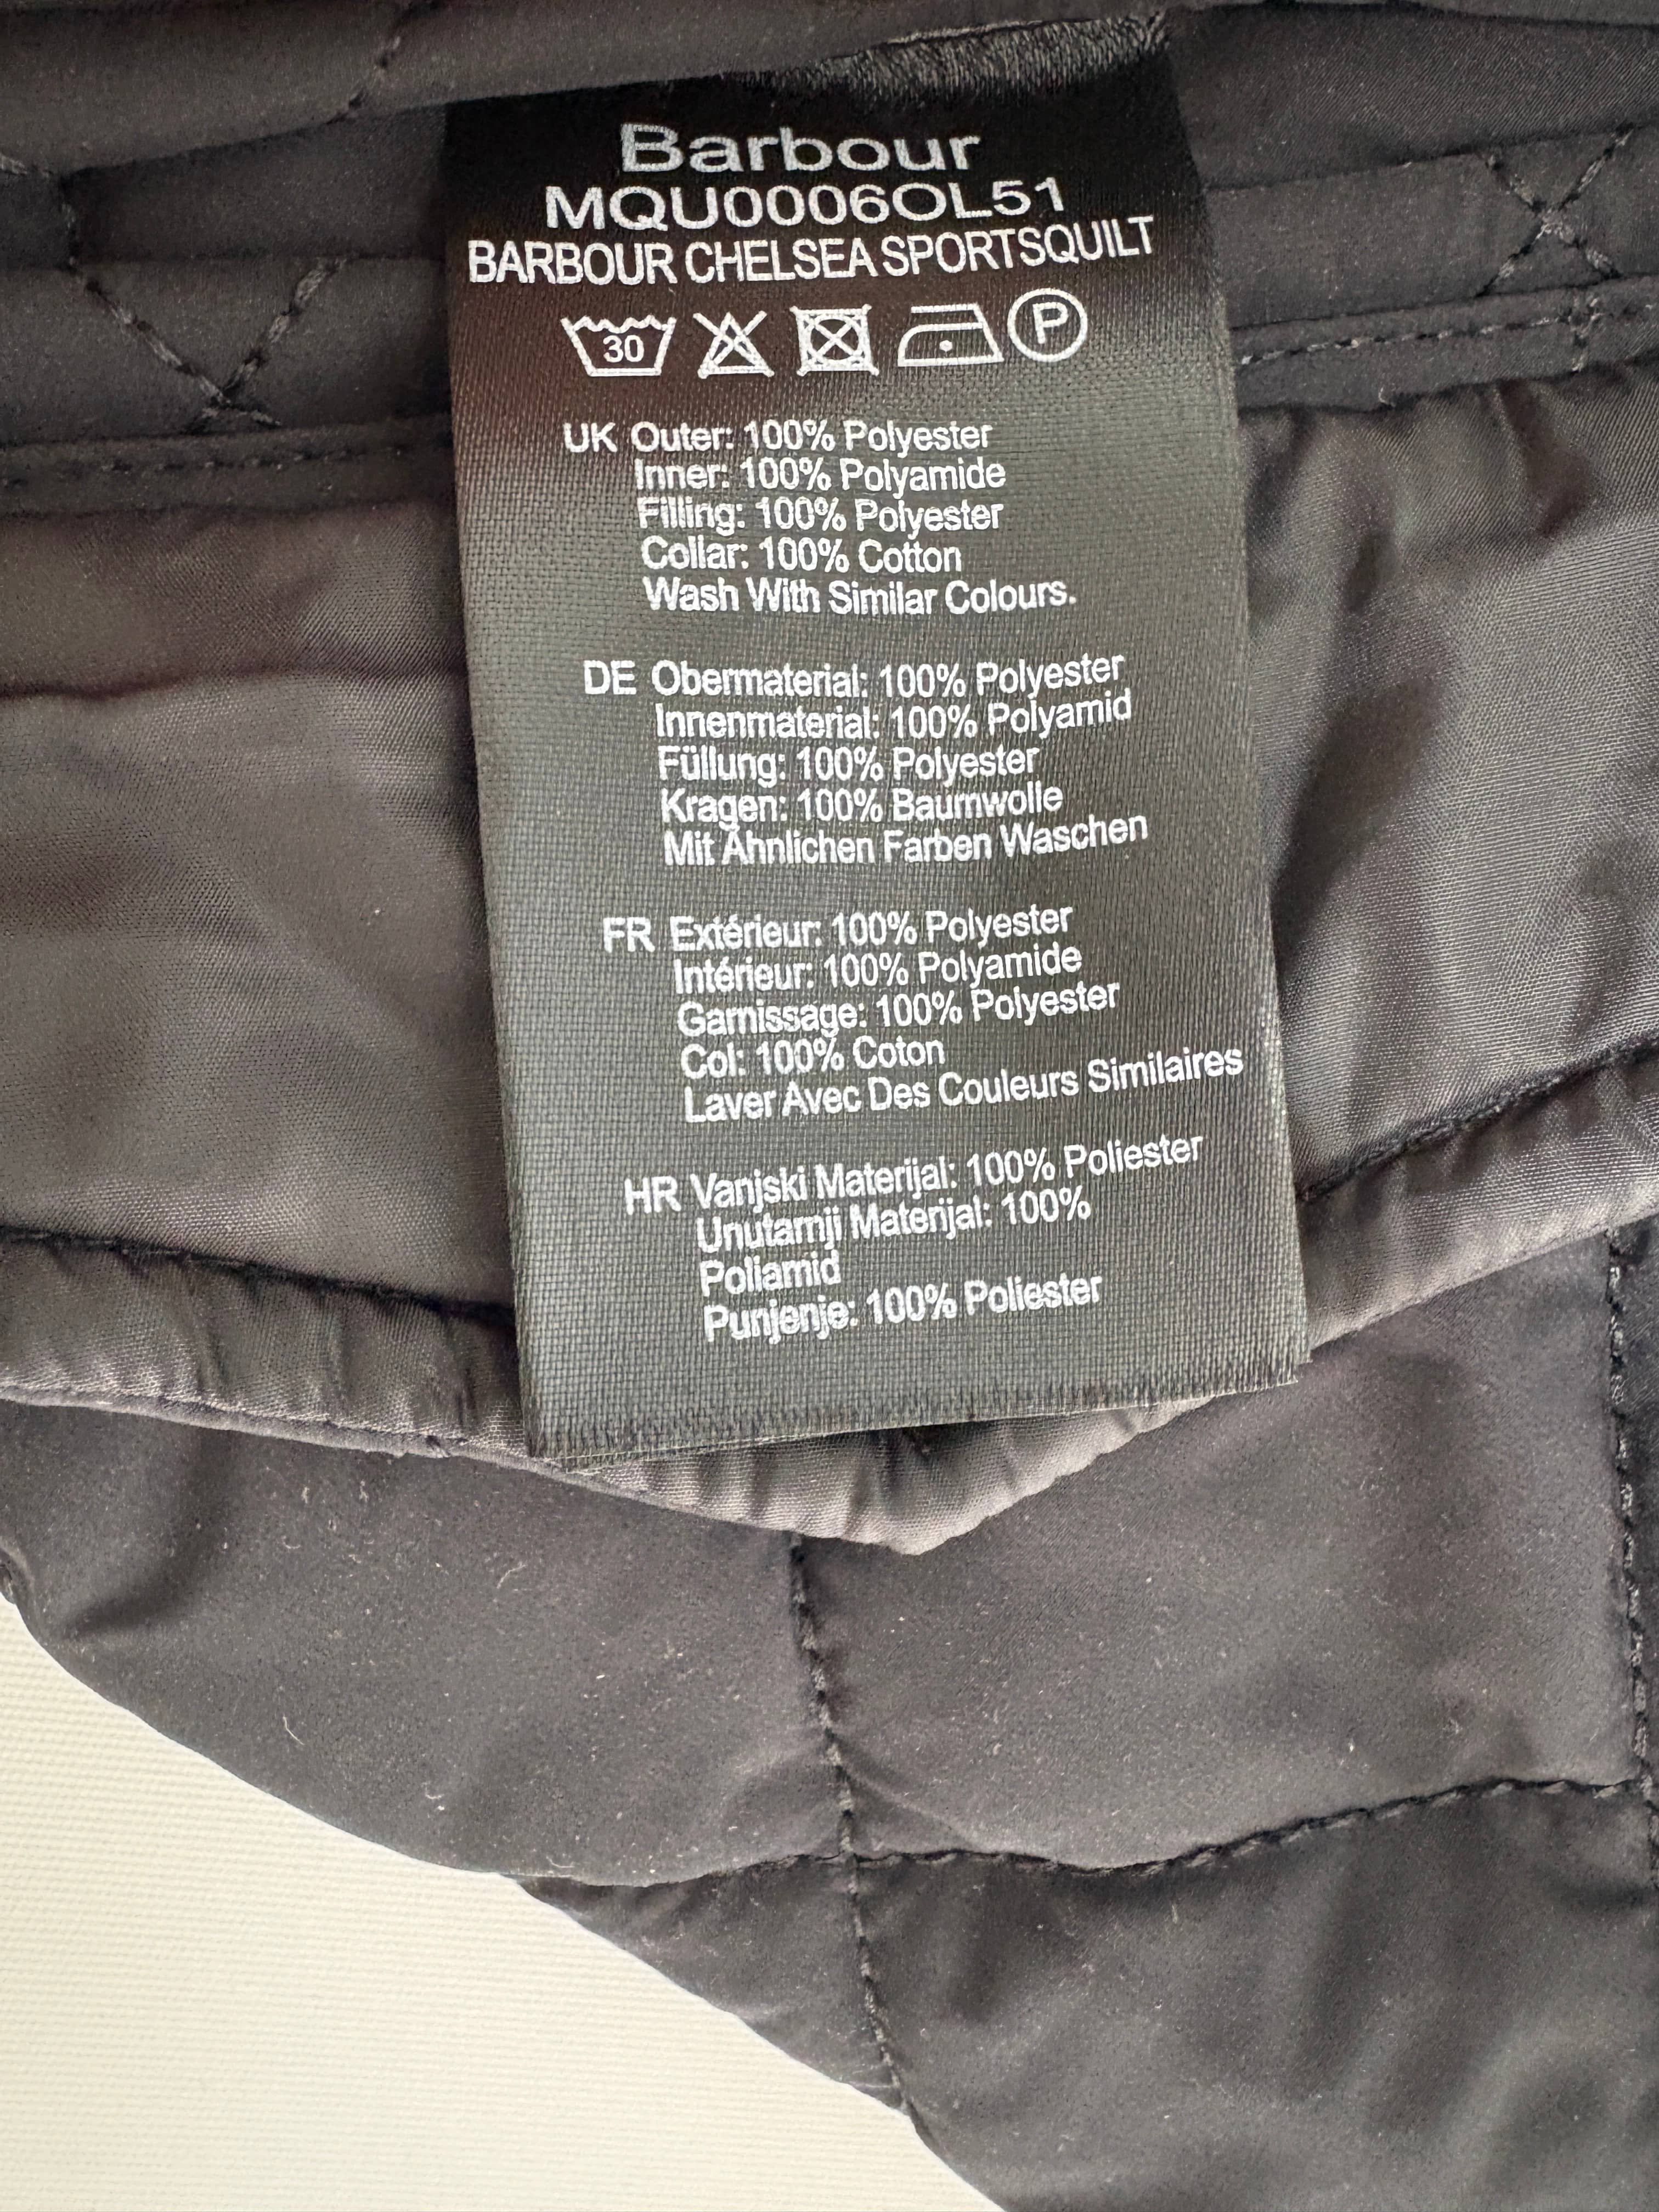 Barbour
MQU0006OL51
BARBOUR CHELSEA SPORTSQUILT
30 P
UK Outer: 100% Polyester
Inner: 100% Polyamide
Filling: 100% Polyester
Collar: 100% Cotton
Wash With Similar Colours.
DE Obermaterial: 100% Polyester
Innenmaterial: 100% Polyamid
Füllung: 100% Polyester
Kragen: 100% Baumwolle
Mit Ähnlichen Farben Waschen
FR Extérieur: 100% Polyester
Intérieur: 100% Polyamide
Garnissage: 100% Polyester
Col: 100% Coton
Laver Avec Des Couleurs Similaires
HR Vanjski Materijal: 100% Poliester
Unutarnji Materijal: 100%
Poliamid
Punjenje: 100% Poliester